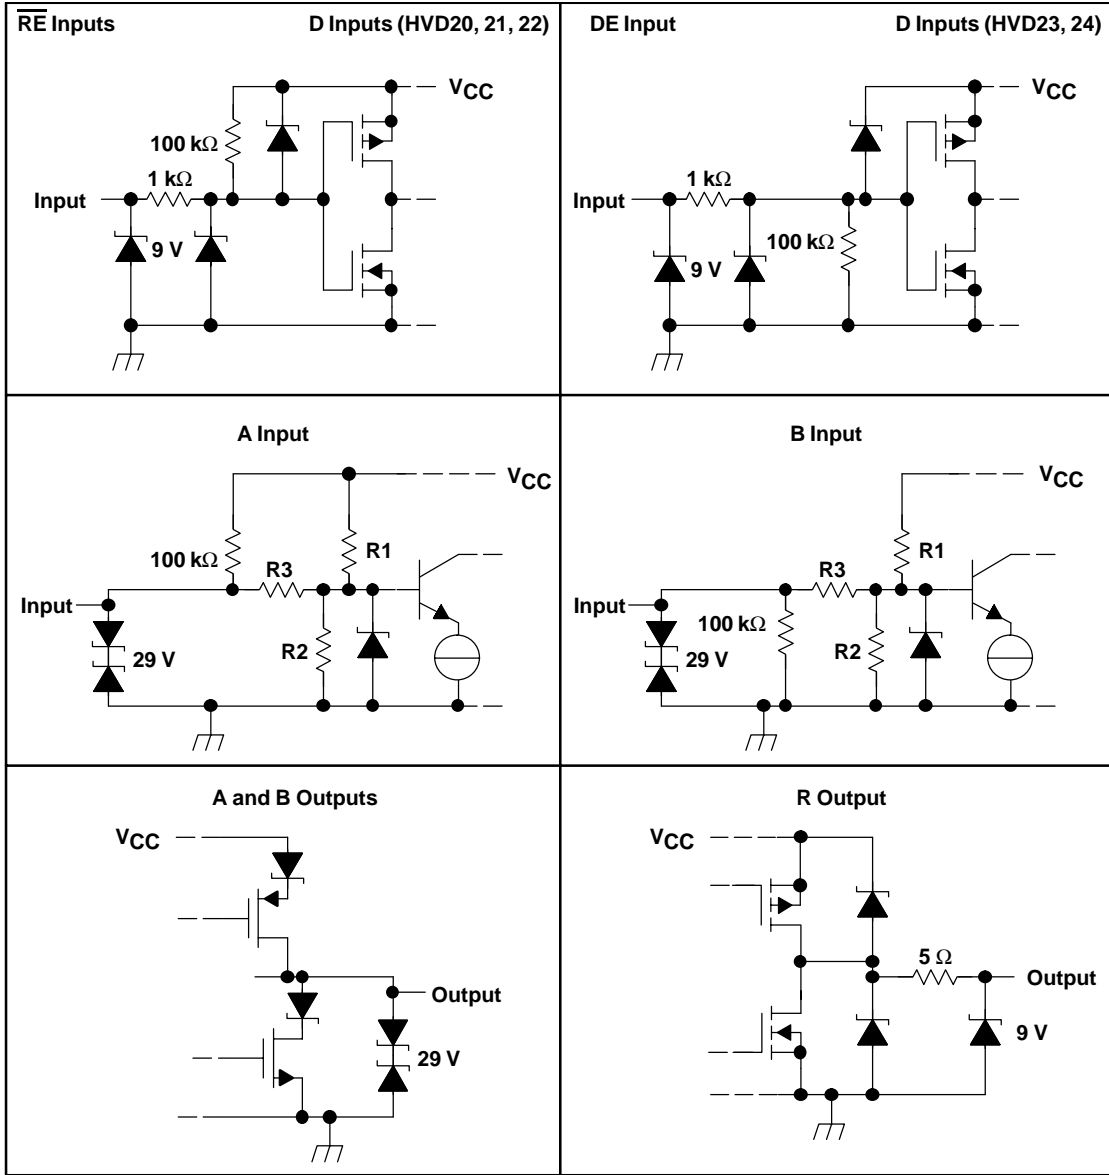 RE Inputs D Inputs (HVD20, 21, 22)
VCC
100 kΩ
1 kΩ
Input
9 V
DE Input D Inputs (HVD23, 24)
VCC
1 kΩ
Input
100 kΩ
9 V
A Input
VCC
100 kΩ
R1
R3
Input
R2
29 V
B Input
VCC
R1
R3
Input
100 kΩ
R2
29 V
A and B Outputs
VCC
Output
29 V
R Output
VCC
5 Ω
Output
9 V